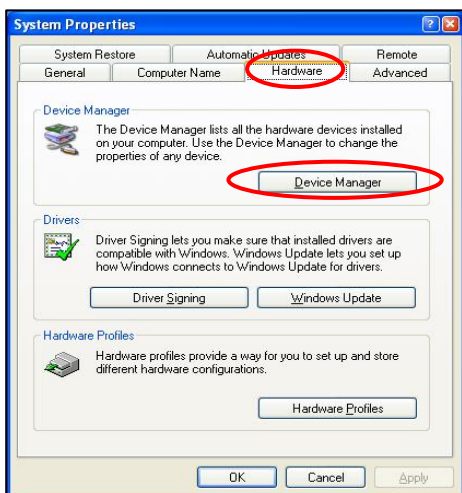 System Properties
System Restore
Automatic Updates
Remote
General
Computer Name
Hardware
Advanced
Device Manager
The Device Manager lists all the hardware devices installed
on your computer. Use the Device Manager to change the
properties of any device.
Device Manager
Drivers
Driver Signing lets you make sure that installed drivers are
compatible with Windows. Windows Update lets you set up
how Windows connects to Windows Update for drivers.
Driver Signing
Windows Update
Hardware Profiles
Hardware profiles provide a way for you to set up and store
different hardware configurations.
Hardware Profiles
OK
Cancel
Apply